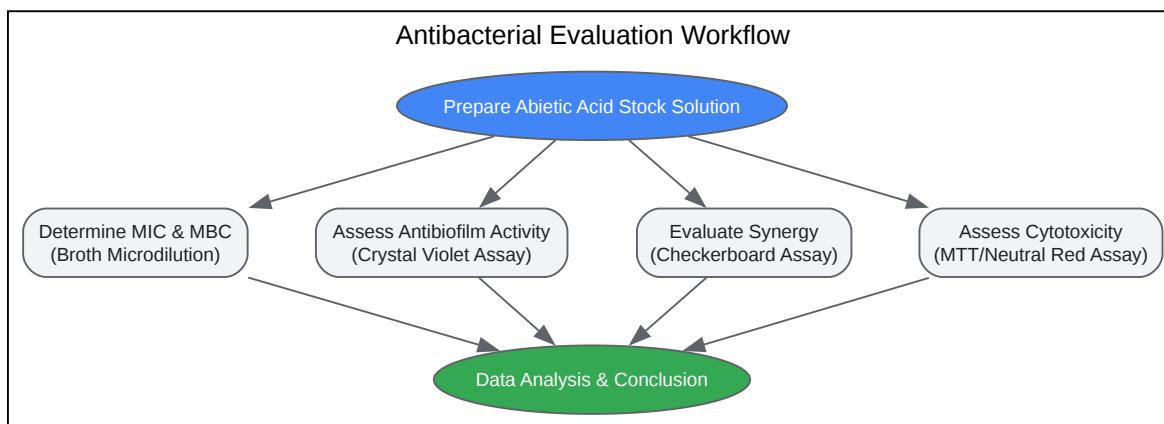 Antibacterial Evaluation Workflow
Prepare Abietic Acid Stock Solution
Determine MIC & MBC
(Broth Microdilution)
Assess Antibiofilm Activity
(Crystal Violet Assay)
Evaluate Synergy
(Checkerboard Assay)
Assess Cytotoxicity
(MTT/Neutral Red Assay)
Data Analysis & Conclusion